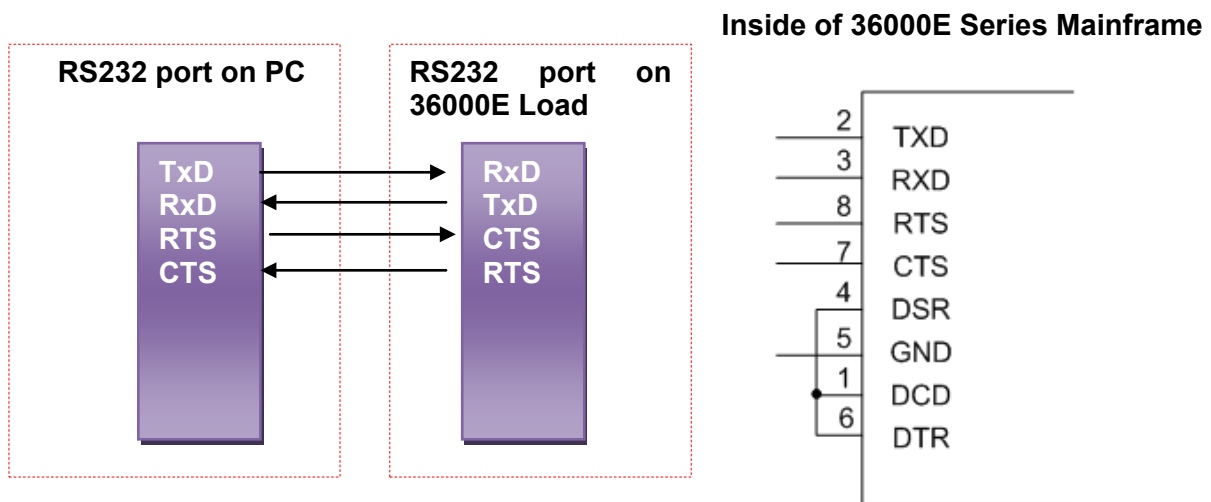 Inside of 36000E Series Mainframe
RS232 port on PC
RS232 port on
36000E Load
TxD
RxD
RTS
CTS
RxD
TxD
CTS
RTS
2 TXD
3 RXD
8 RTS
7 CTS
4 DSR
5 GND
1 DCD
6 DTR